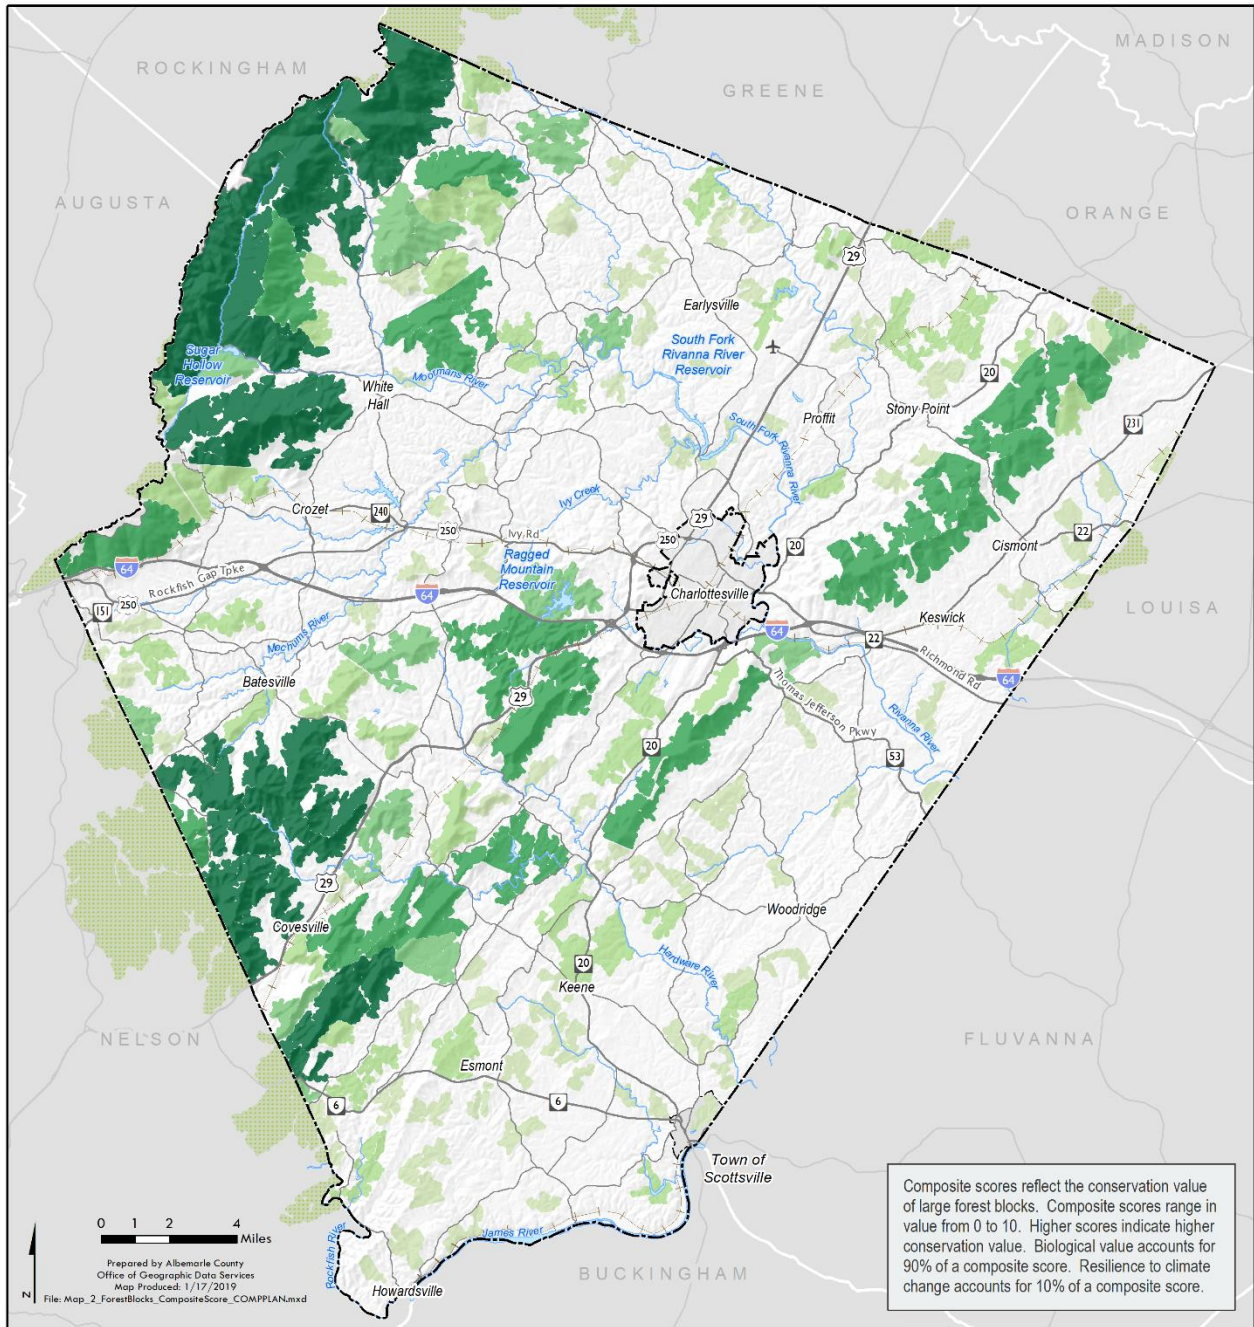 MADISON
ROCKINGHAM
GREENE
AUGUSTA
ORANGE
29
Earlysville
South Fork
Rivanna River
Reservoir
Sugar
Hollow
Reservoir
White
Hall
Moormans River
20
Stony Point
Proffit
231
South Fork Rivanna River
Crozet
240
250
Ivy Creek
Ivy Rd
29
250
20
22
Cismont
Ragged
Mountain
Reservoir
64
Rockfish Gap Tpke
64
Charlottesville
LOUISA
151
250
64
22
Keswick
Richmond Rd
64
Mechums River
Batesville
29
Thomas Jefferson Pkwy
Rivanna River
20
53
29
Covesville
Woodridge
Hardware River
20
Keene
NELSON
FLUVANNA
Esmont
6
6
Town of
Scottsville
James River
Rockfish River
BUCKINGHAM
Howardsville
0 1 2 4
Miles
N
Prepared by Albemarle County
Office of Geographic Data Services
Map Produced: 1/17/2019
File: Map_2_ForestBlocks_CompositeScore_COMPPLAN.mxd
Composite scores reflect the conservation value
of large forest blocks. Composite scores range in
value from 0 to 10. Higher scores indicate higher
conservation value. Biological value accounts for
90% of a composite score. Resilience to climate
change accounts for 10% of a composite score.